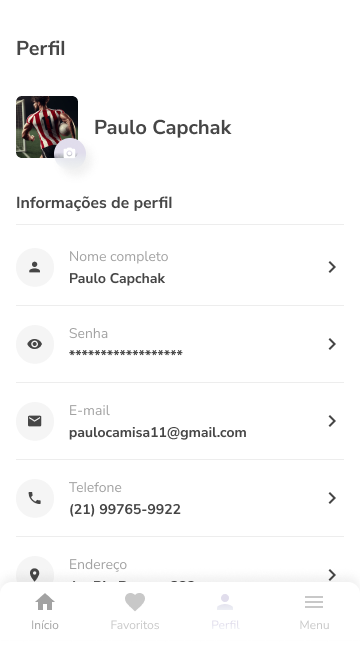 Perfil
Paulo Capchak
Informações de perfil
Nome completo
Paulo Capchak
Senha
******************
E-mail
paulocamisa11@gmail.com
Telefone
(21) 99765-9922
Endereço
Início
Favoritos
Perfil
Menu